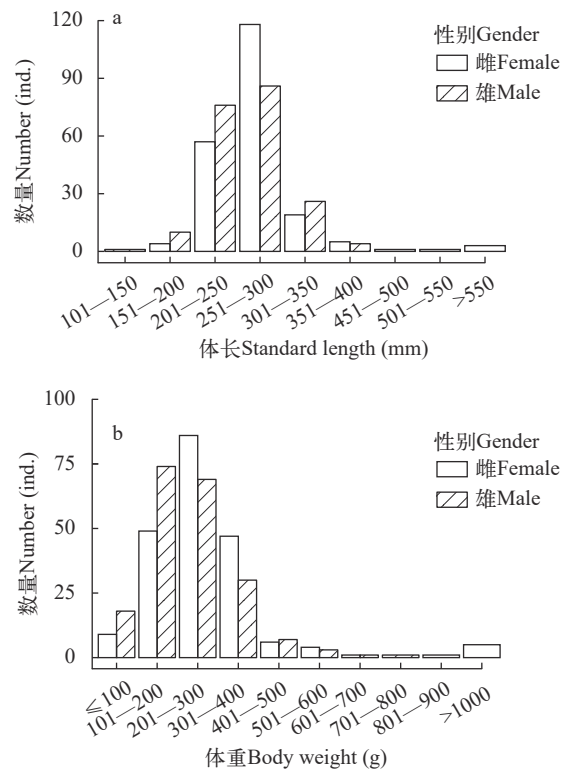 a
性别Gender
雌Female
雄Male
数量Number (ind.)
120
90
60
30
0
101—150
151—200
201—250
251—300
301—350
351—400
451—500
501—550
>550
体长Standard length (mm)
b
性别Gender
雌Female
雄Male
数量Number (ind.)
100
75
50
25
0
≤100
101—200
201—300
301—400
401—500
501—600
601—700
701—800
801—900
>1000
体重Body weight (g)